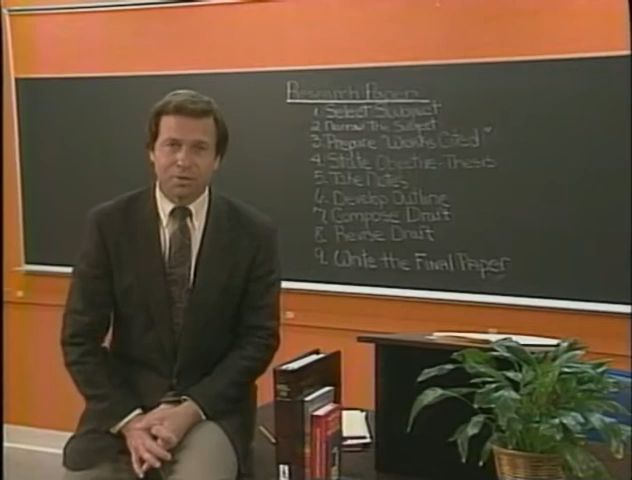 Research Paper
1. Select Subject
2. Narrow the Subject
3. Prepare "Works Cited"
4. State Objective-Thesis
5. Take Notes
6. Develop Outline
7. Compose Draft
8. Revise Draft
9. Write the Final Paper